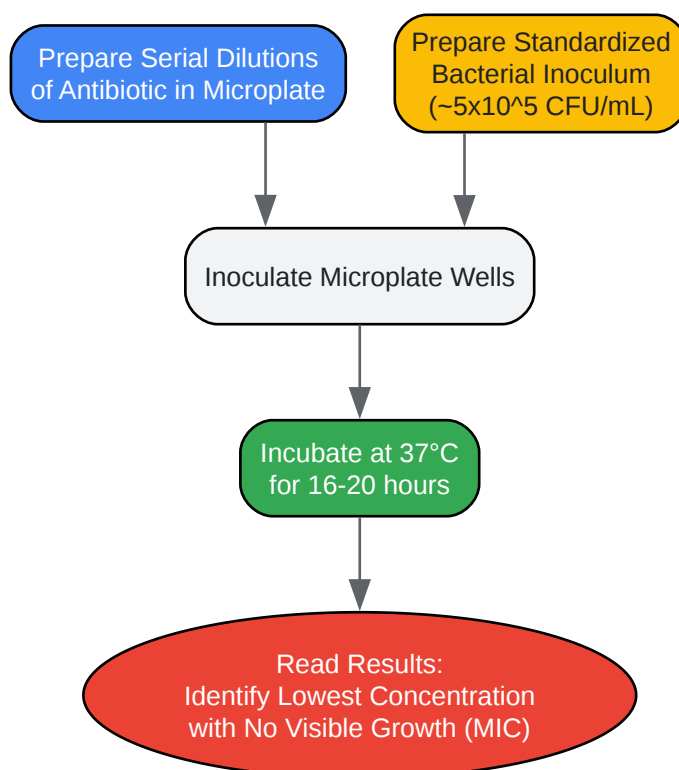 Prepare Serial Dilutions
of Antibiotic in Microplate
Prepare Standardized
Bacterial Inoculum
(~5x10^5 CFU/mL)
Inoculate Microplate Wells
Incubate at 37°C
for 16-20 hours
Read Results:
Identify Lowest Concentration
with No Visible Growth (MIC)